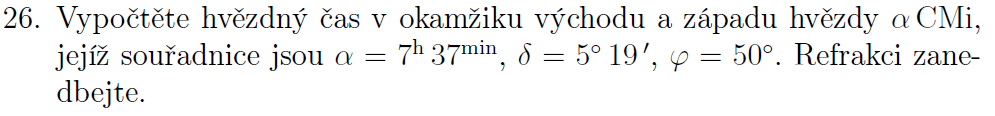 26. Vypočtěte hvězdný čas v okamžiku východu a západu hvězdy α CMi,
jejíž souřadnice jsou α = 7ʰ 37ᵐⁱⁿ, δ = 5° 19 ′, φ = 50°. Refrakci zane-
dbejte.